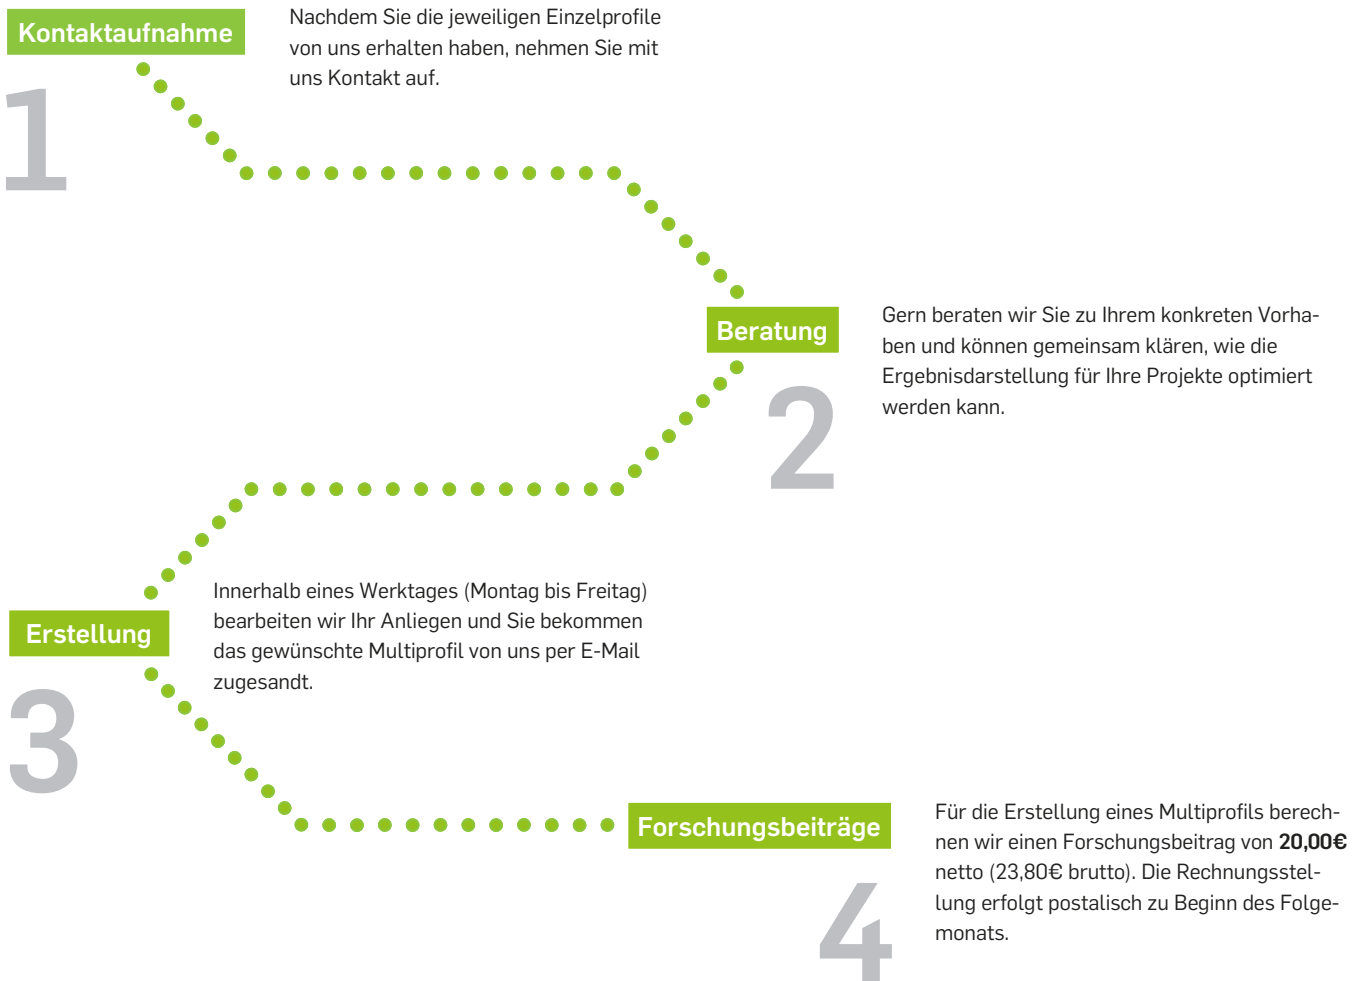 Kontaktaufnahme
1
Nachdem Sie die jeweiligen Einzelprofile
von uns erhalten haben, nehmen Sie mit
uns Kontakt auf.
Beratung
2
Gern beraten wir Sie zu Ihrem konkreten Vorha-
ben und können gemeinsam klären, wie die
Ergebnisdarstellung für Ihre Projekte optimiert
werden kann.
Erstellung
3
Innerhalb eines Werktages (Montag bis Freitag)
bearbeiten wir Ihr Anliegen und Sie bekommen
das gewünschte Multiprofil von uns per E-Mail
zugesandt.
Forschungsbeiträge
4
Für die Erstellung eines Multiprofils berech-
nen wir einen Forschungsbeitrag von 20,00€
netto (23,80€ brutto). Die Rechnungsstel-
lung erfolgt postalisch zu Beginn des Folge-
monats.